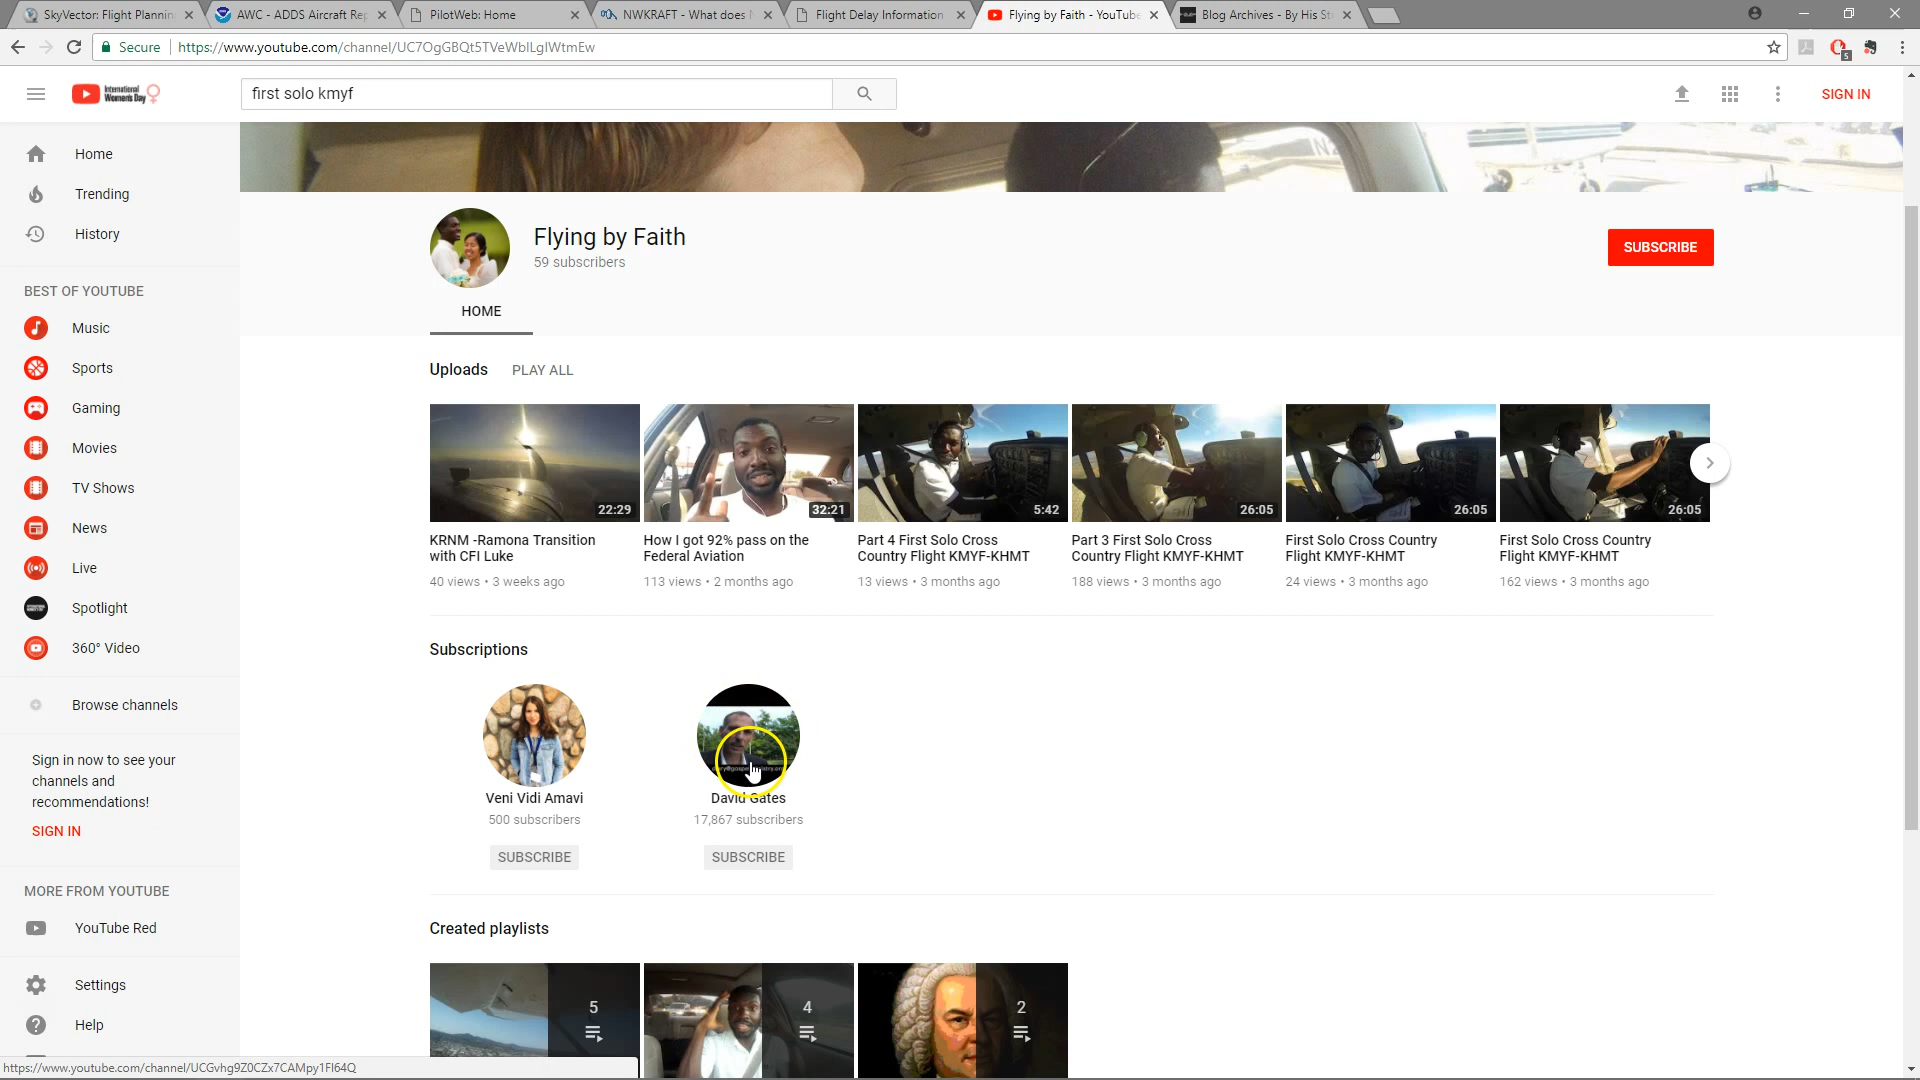 SkyVector: Flight Plannin
AWC - ADDS Aircraft Re
PilotWeb: Home
NWKRAFT - What does
Flight Delay Information
Flying by Faith - YouTube
Blog Archives - By His St
Secure
https://www.youtube.com/channel/UC7OgGBQt5TVeWblLglWtmEw
5
International
Women's Day
first solo kmyf
SIGN IN
Home
Trending
History
BEST OF YOUTUBE
Music
Sports
Gaming
Movies
TV Shows
News
Live
Spotlight
360° Video
Browse channels
Sign in now to see your
channels and
recommendations!
SIGN IN
MORE FROM YOUTUBE
YouTube Red
Settings
Help
Flying by Faith
59 subscribers
SUBSCRIBE
HOME
Uploads PLAY ALL
22:29
32:21
5:42
26:05
26:05
26:05
KRNM -Ramona Transition
with CFI Luke
40 views • 3 weeks ago
How I got 92% pass on the
Federal Aviation
113 views • 2 months ago
Part 4 First Solo Cross
Country Flight KMYF-KHMT
13 views • 3 months ago
Part 3 First Solo Cross
Country Flight KMYF-KHMT
188 views • 3 months ago
First Solo Cross Country
Flight KMYF-KHMT
24 views • 3 months ago
First Solo Cross Country
Flight KMYF-KHMT
162 views • 3 months ago
Subscriptions
Veni Vidi Amavi
500 subscribers
SUBSCRIBE
David Gates
17,867 subscribers
SUBSCRIBE
Created playlists
5
4
2
https://www.youtube.com/channel/UCGvhg9Z0CZx7CAMpy1Fl64Q